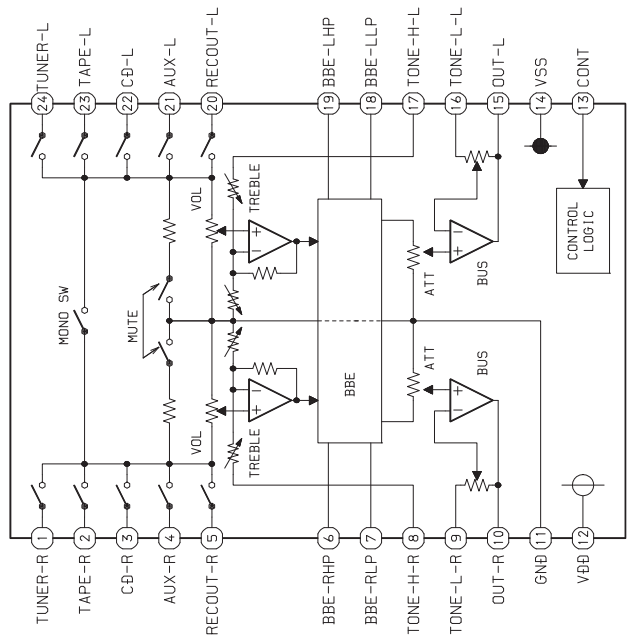 24 TUNER-L
23 TAPE-L
22 CD-L
21 AUX-L
20 RECOUT-L
19 BBE-LHP
18 BBE-LLP
17 TONE-H-L
16 TONE-L-L
15 OUT-L
14 VSS
13 CONT
MONO SW
MUTE
VOL
TREBLE
+
−
VOL
TREBLE
−
+
BBE
ATT
ATT
+
−
BUS
+
−
BUS
CONTROL
LOGIC
TUNER-R 1
TAPE-R 2
CD-R 3
AUX-R 4
RECOUT-R 5
BBE-RHP 6
BBE-RLP 7
TONE-H-R 8
TONE-L-R 9
OUT-R 10
GND 11
VDD 12